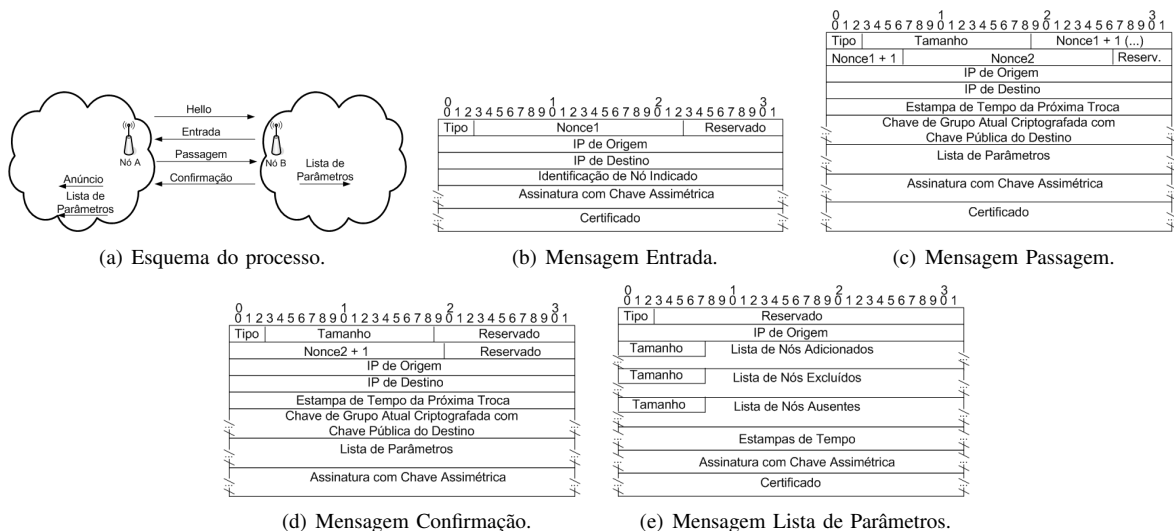 Hello
Entrada
Passagem
Confirmação
Nó A
Nó B
Anúncio
Lista de
Parâmetros
Lista de
Parâmetros
(a) Esquema do processo.
0 1 2 3
0 1 2 3 4 5 6 7 8 9 0 1 2 3 4 5 6 7 8 9 0 1 2 3 4 5 6 7 8 9 0 1
Tipo Nonce1 Reservado
IP de Origem
IP de Destino
Identificação de Nó Indicado
Assinatura com Chave Assimétrica
Certificado
(b) Mensagem Entrada.
0 1 2 3
0 1 2 3 4 5 6 7 8 9 0 1 2 3 4 5 6 7 8 9 0 1 2 3 4 5 6 7 8 9 0 1
Tipo Tamanho Nonce1 + 1 (...)
Nonce1 + 1 Nonce2 Reserv.
IP de Origem
IP de Destino
Estampa de Tempo da Próxima Troca
Chave de Grupo Atual Criptografada com
Chave Pública do Destino
Lista de Parâmetros
Assinatura com Chave Assimétrica
Certificado
(c) Mensagem Passagem.
0 1 2 3
0 1 2 3 4 5 6 7 8 9 0 1 2 3 4 5 6 7 8 9 0 1 2 3 4 5 6 7 8 9 0 1
Tipo Tamanho Reservado
Nonce2 + 1 Reservado
IP de Origem
IP de Destino
Estampa de Tempo da Próxima Troca
Chave de Grupo Atual Criptografada com
Chave Pública do Destino
Lista de Parâmetros
Assinatura com Chave Assimétrica
(d) Mensagem Confirmação.
0 1 2 3
0 1 2 3 4 5 6 7 8 9 0 1 2 3 4 5 6 7 8 9 0 1 2 3 4 5 6 7 8 9 0 1
Tipo Reservado
IP de Origem
Tamanho Lista de Nós Adicionados
Tamanho Lista de Nós Excluídos
Tamanho Lista de Nós Ausentes
Estampas de Tempo
Assinatura com Chave Assimétrica
Certificado
(e) Mensagem Lista de Parâmetros.